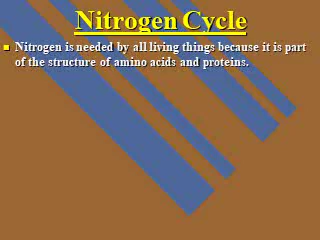 Nitrogen Cycle
Nitrogen is needed by all living things because it is part
of the structure of amino acids and proteins.